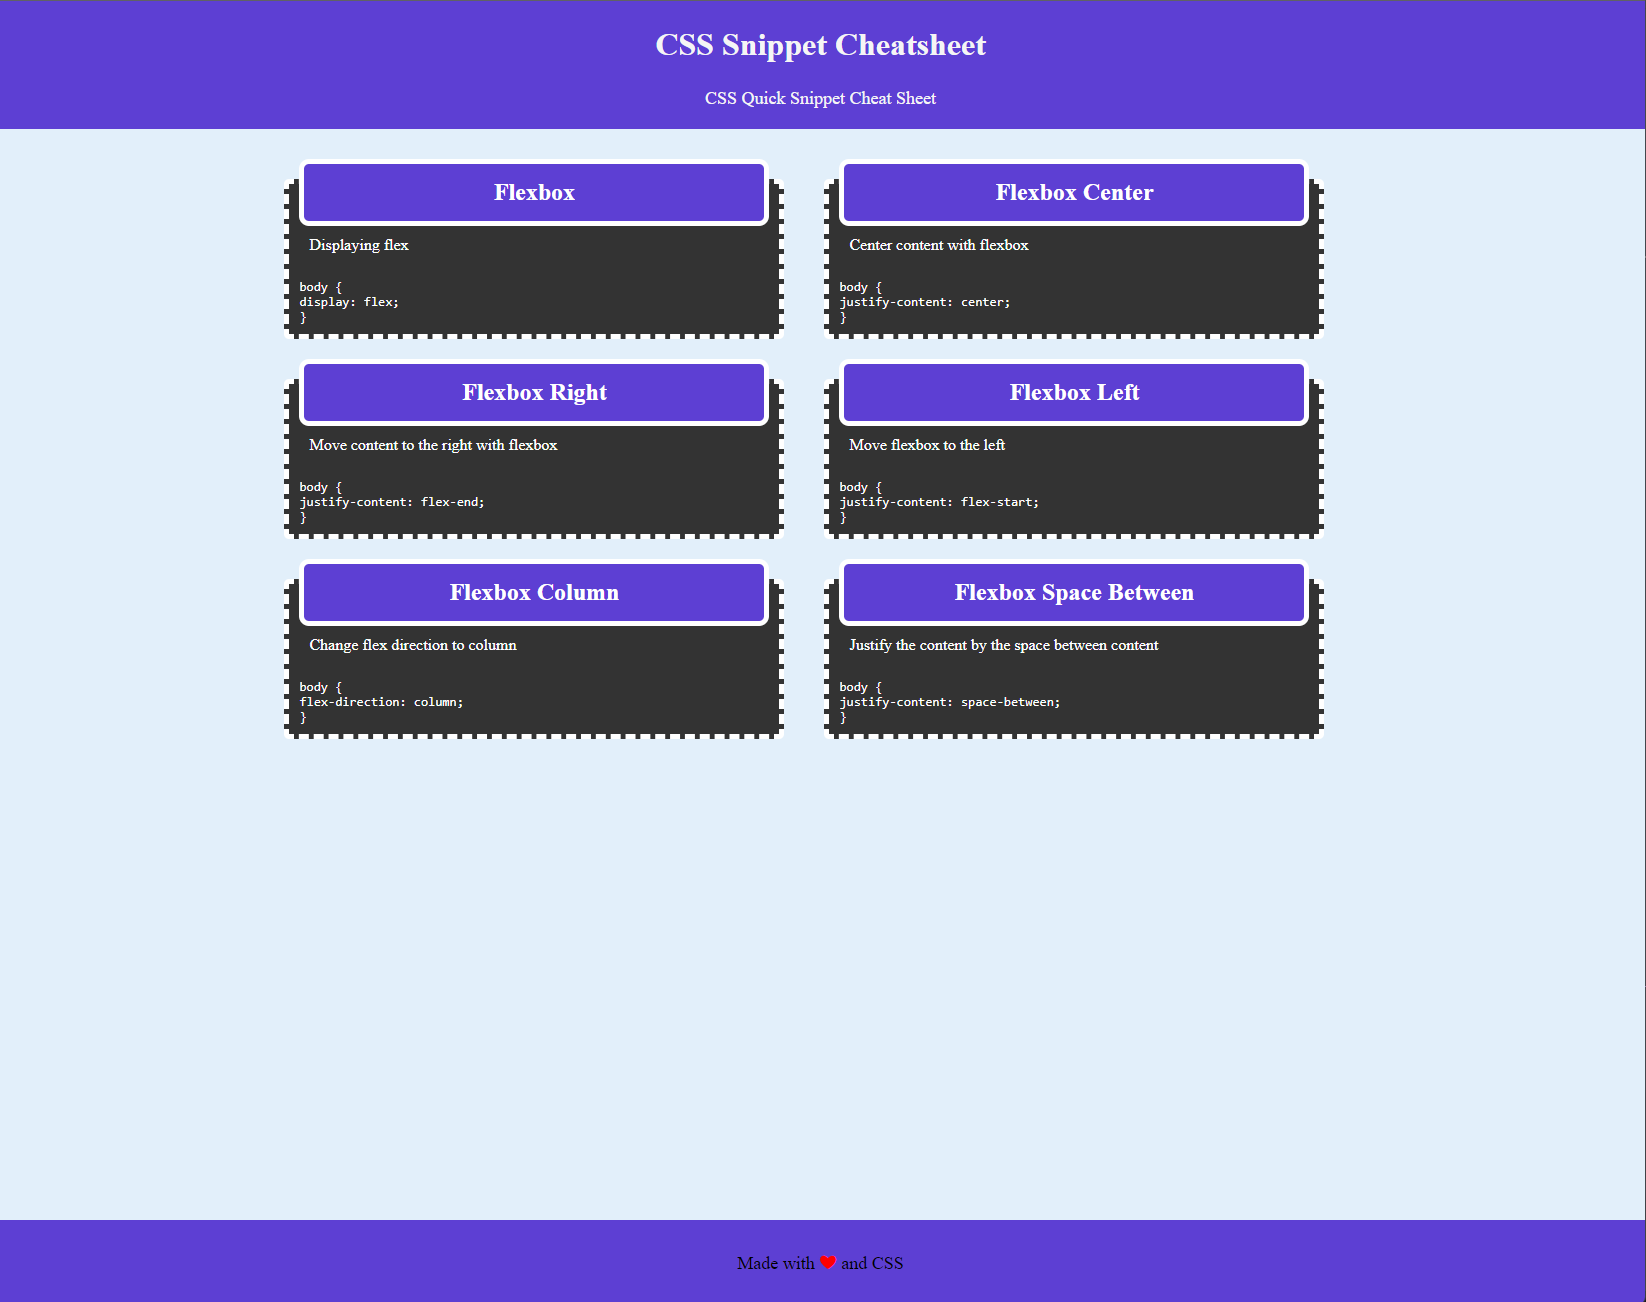 CSS Snippet Cheatsheet
CSS Quick Snippet Cheat Sheet
Flexbox
Displaying flex
body {
display: flex;
}
Flexbox Center
Center content with flexbox
body {
justify-content: center;
}
Flexbox Right
Move content to the right with flexbox
body {
justify-content: flex-end;
}
Flexbox Left
Move flexbox to the left
body {
justify-content: flex-start;
}
Flexbox Column
Change flex direction to column
body {
flex-direction: column;
}
Flexbox Space Between
Justify the content by the space between content
body {
justify-content: space-between;
}
Made with ❤ and CSS